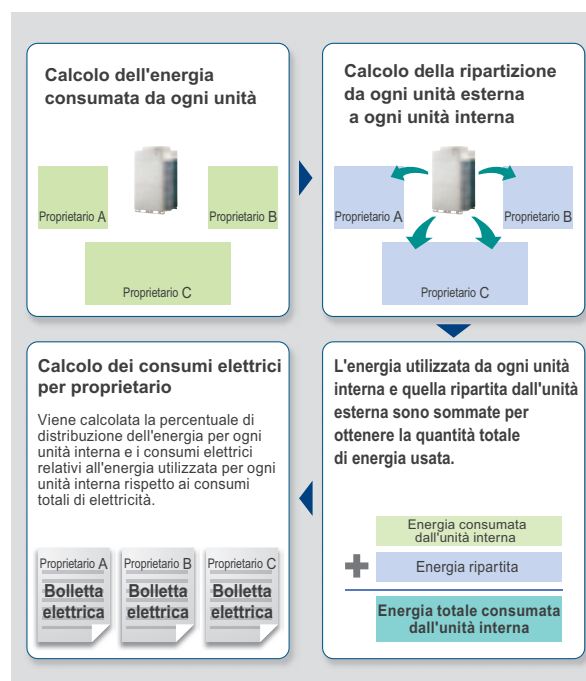 Calcolo dell'energia
consumata da ogni unità
Proprietario A
Proprietario B
Proprietario C
Calcolo della ripartizione
da ogni unità esterna
a ogni unità interna
Proprietario A
Proprietario B
Proprietario C
L'energia utilizzata da ogni unità
interna e quella ripartita dall'unità
esterna sono sommate per
ottenere la quantità totale
di energia usata.
Energia consumata
dall'unità interna
+ Energia ripartita
Energia totale consumata
dall'unità interna
Calcolo dei consumi elettrici
per proprietario
Viene calcolata la percentuale di
distribuzione dell'energia per ogni
unità interna e i consumi elettrici
relativi all'energia utilizzata per ogni
unità interna rispetto ai consumi
totali di elettricità.
Proprietario A
Bolletta
elettrica
Proprietario B
Bolletta
elettrica
Proprietario C
Bolletta
elettrica